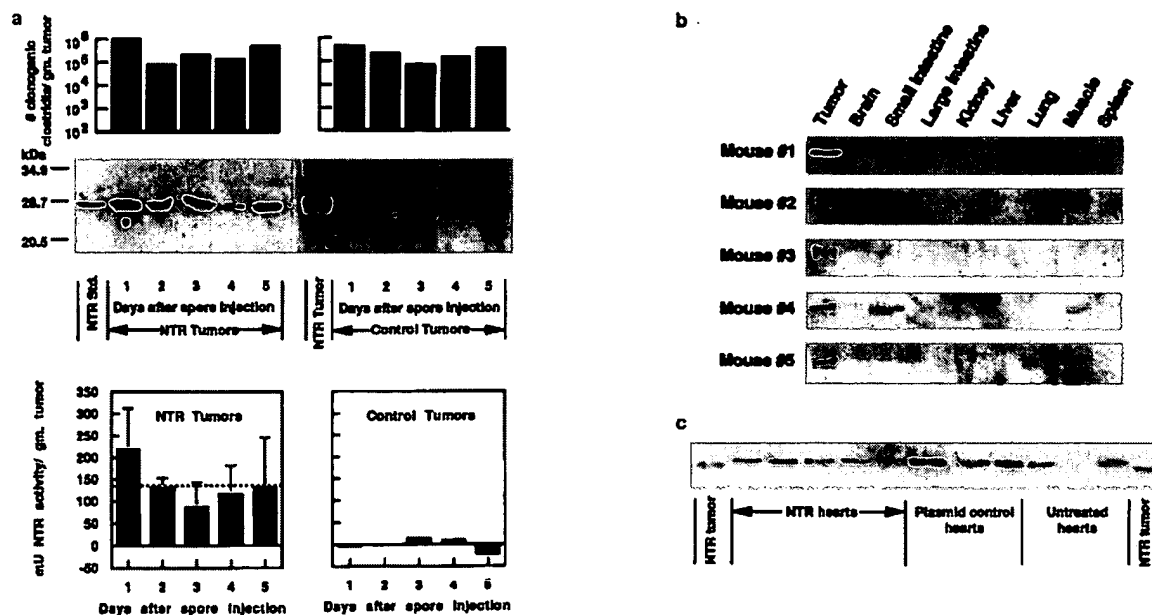 a
# clonogenic
clostridia/ gm. tumor
10⁸
10⁶
10⁴
10³
10²
kDa
34.9
28.7
20.5
NTR Std.
1 2 3 4 5
Days after spore injection
NTR Tumors
NTR Tumor
1 2 3 4 5
Days after spore injection
Control Tumors
mU NTR activity/ gm. tumor
350
300
250
200
150
100
50
0
-50
NTR Tumors
1 2 3 4 5
Days after spore injection
Control Tumors
1 2 3 4 5
Days after spore injection
b
Tumor
Brain
Small intestine
Large intestine
Kidney
Liver
Lung
Muscle
Spleen
Mouse #1
Mouse #2
Mouse #3
Mouse #4
Mouse #5
c
NTR tumor
NTR hearts
Plasmid control
hearts
Untreated
hearts
NTR tumor